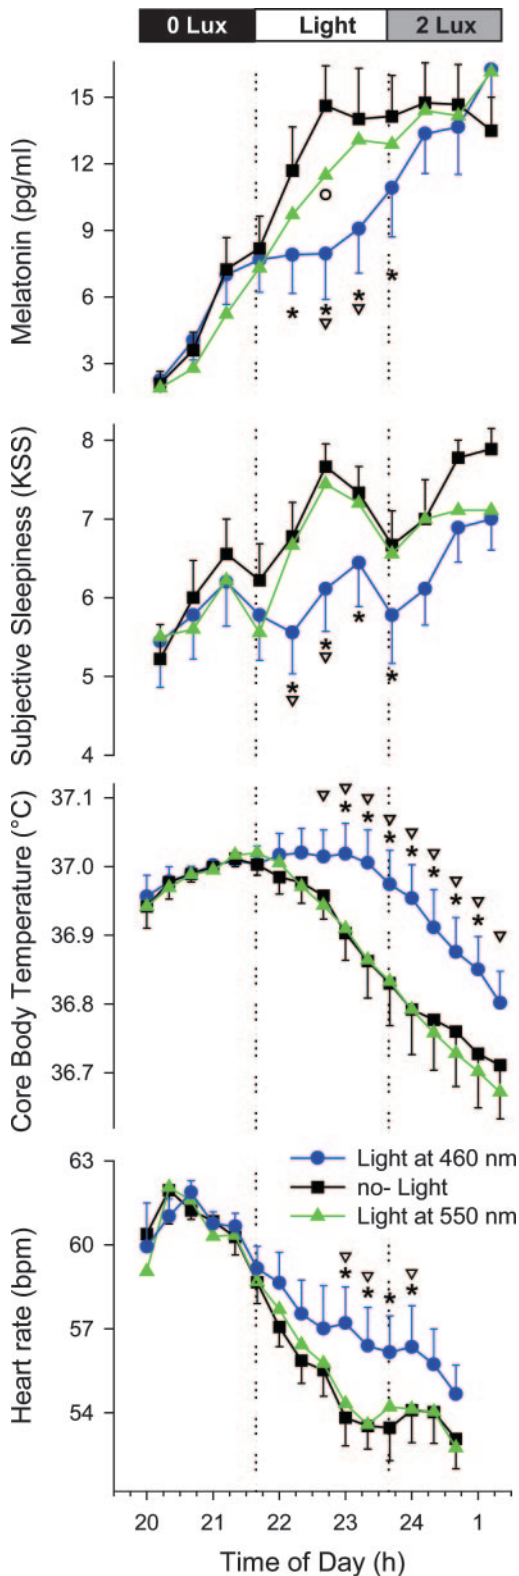 0 Lux Light 2 Lux
Melatonin (pg/ml)
15
12
9
6
3
* * * *
Subjective Sleepiness (KSS)
8
7
6
5
4
* * * *
Core Body Temperature (°C)
37.1
37.0
36.9
36.8
36.7
* * * * * * *
Heart rate (bpm)
63
60
57
54
Light at 460 nm
no- Light
Light at 550 nm
* * * *
20 21 22 23 24 1
Time of Day (h)